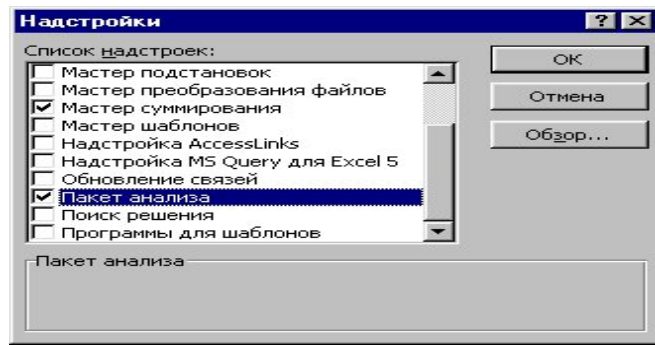 Надстройки
Список надстроек:
Мастер подстановок
Мастер преобразования файлов
Мастер суммирования
Мастер шаблонов
Надстройка AccessLinks
Надстройка MS Query для Excel 5
Обновление связей
Пакет анализа
Поиск решения
Программы для шаблонов
OK
Отмена
Обзор...
Пакет анализа